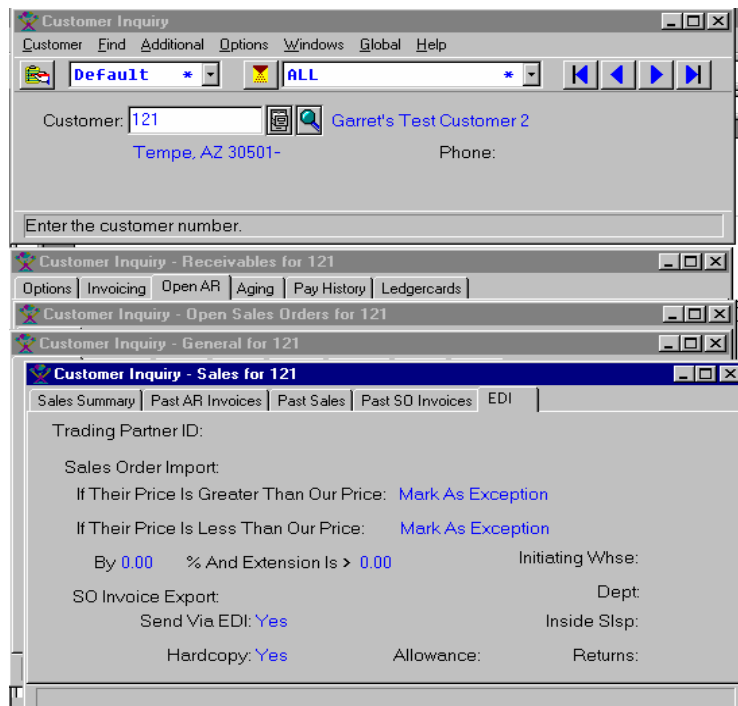 Customer Inquiry
Customer Find Additional Options Windows Global Help
Default * ALL *
Customer: 121 Garret's Test Customer 2
Tempe, AZ 30501- Phone:
Enter the customer number.
Customer Inquiry - Receivables for 121
Options Invoicing Open AR Aging Pay History Ledgercards
Customer Inquiry - Open Sales Orders for 121
Customer Inquiry - General for 121
Customer Inquiry - Sales for 121
Sales Summary Past AR Invoices Past Sales Past SO Invoices EDI
Trading Partner ID:
Sales Order Import:
If Their Price Is Greater Than Our Price: Mark As Exception
If Their Price Is Less Than Our Price: Mark As Exception
By 0.00 % And Extension Is > 0.00 Initiating Whse:
SO Invoice Export: Dept:
Send Via EDI: Yes Inside Slsp:
Hardcopy: Yes Allowance: Returns: